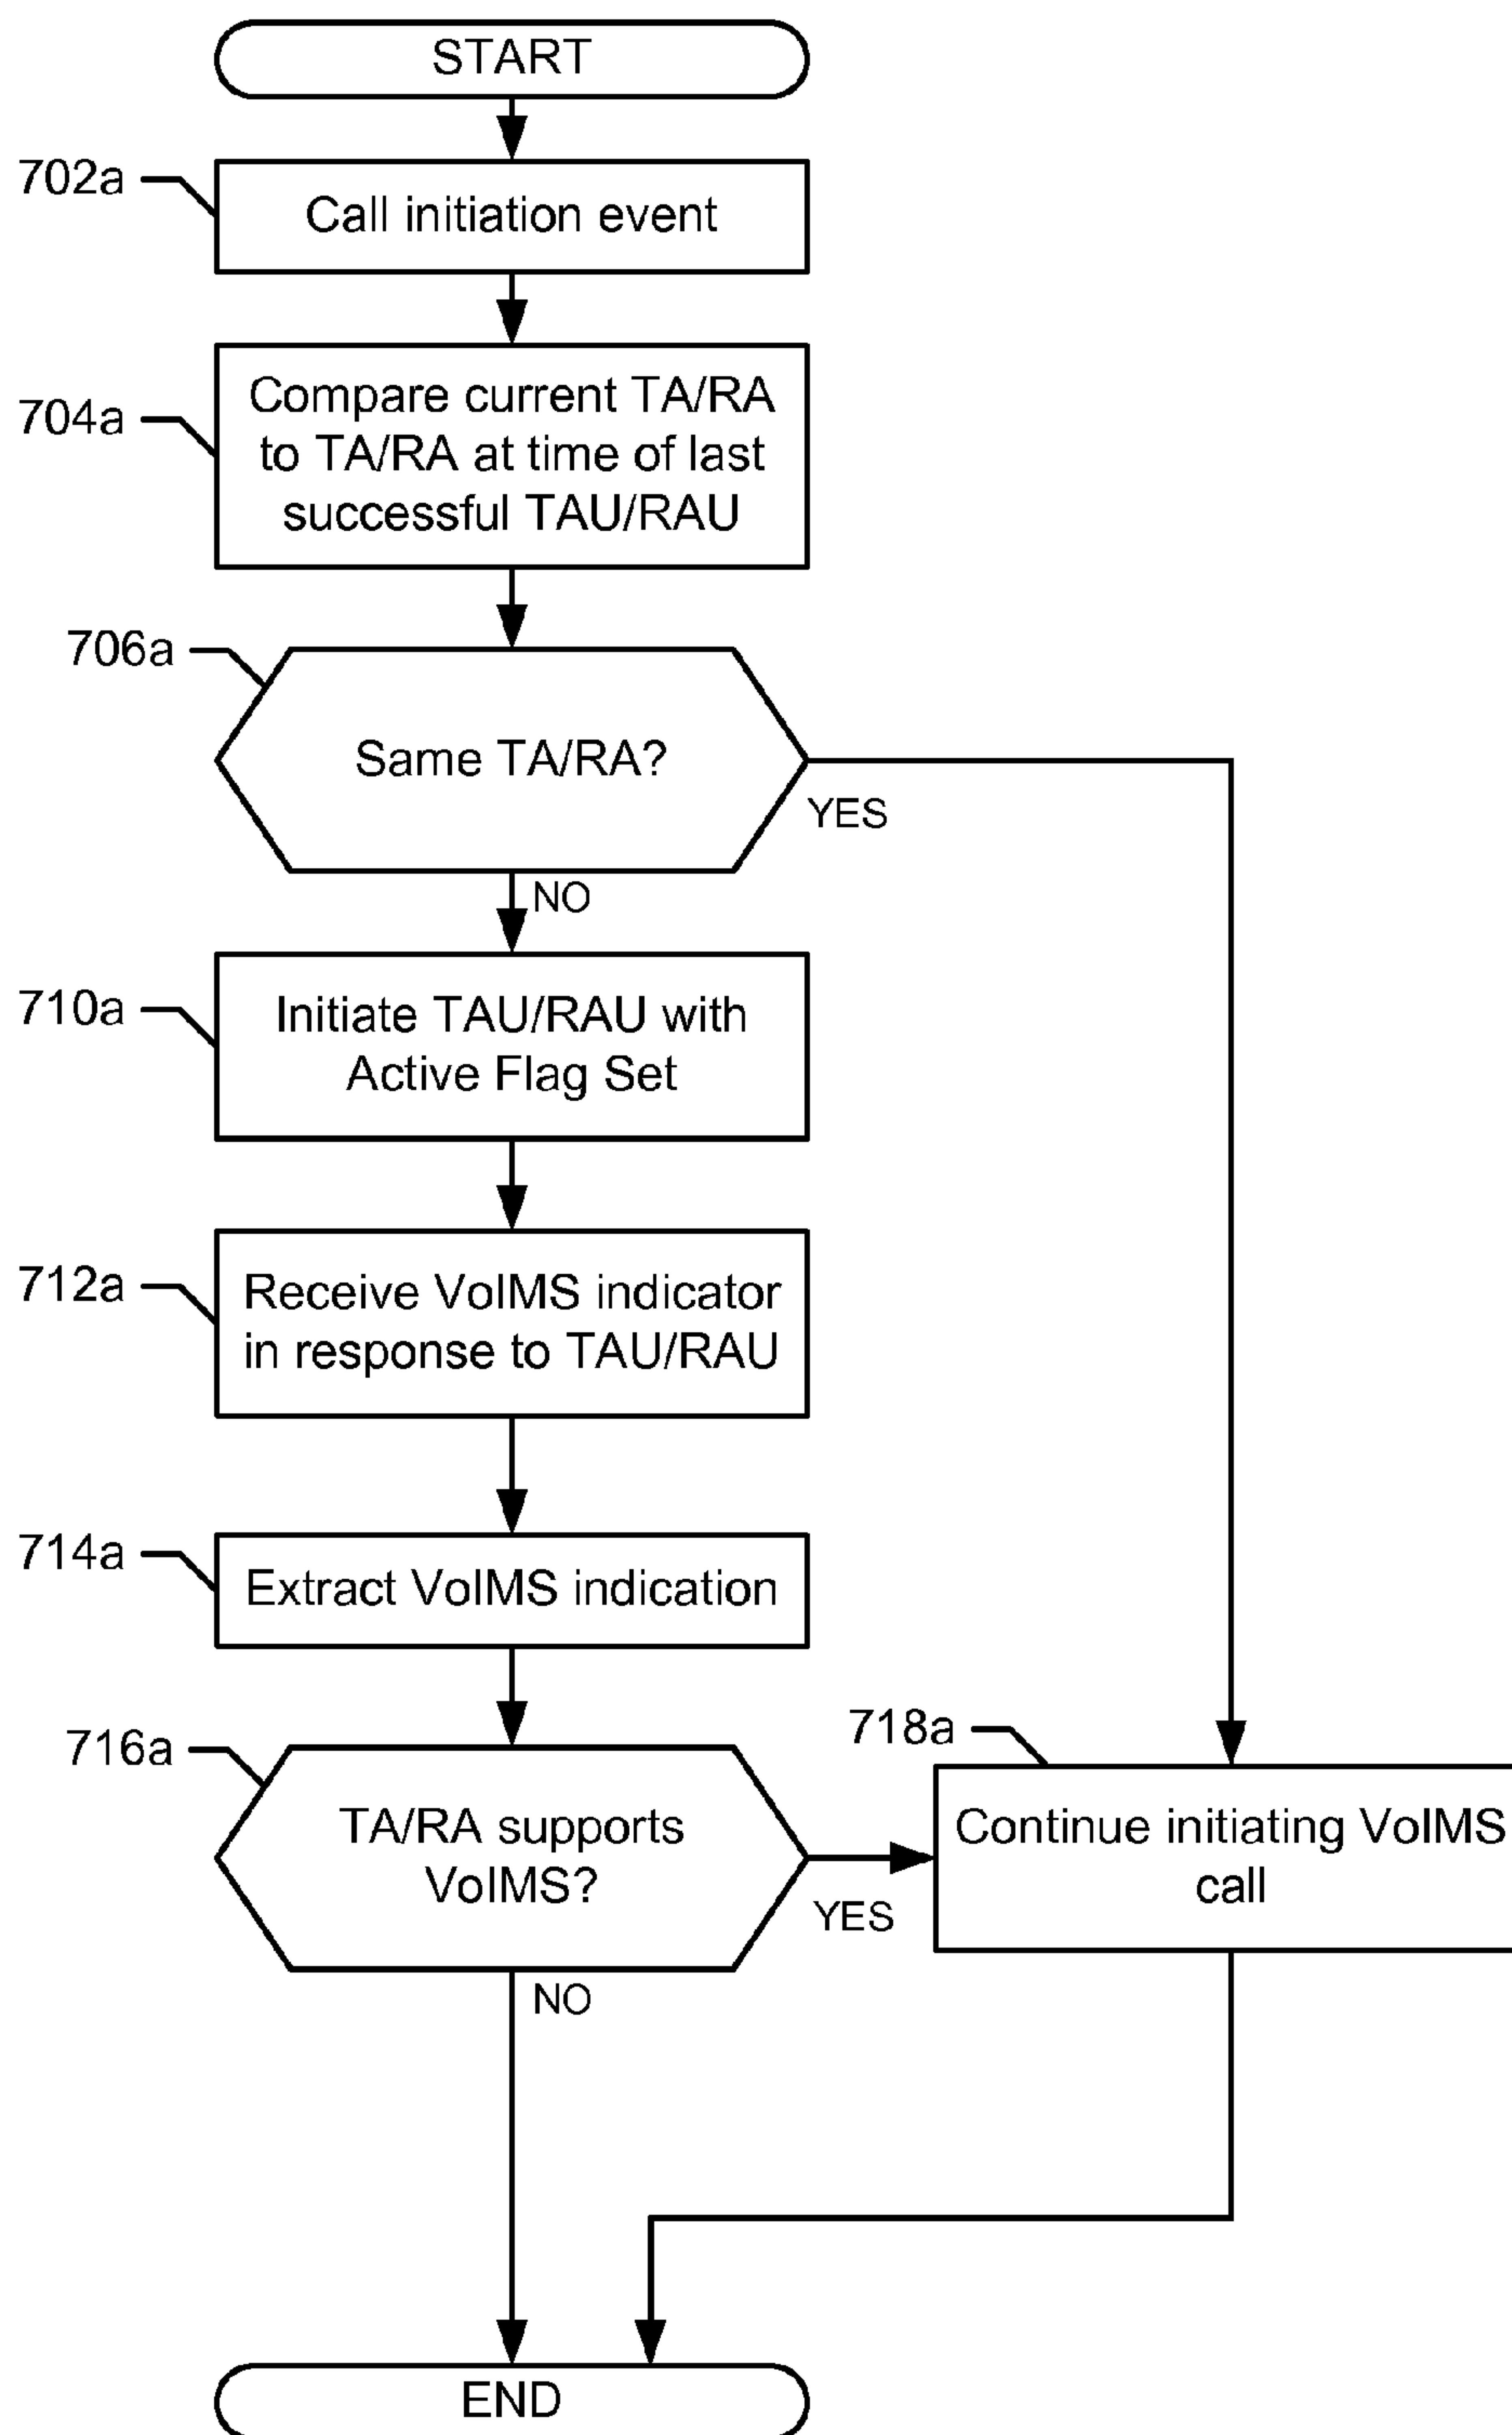 START
702a
Call initiation event
704a
Compare current TA/RA
to TA/RA at time of last
successful TAU/RAU
706a
Same TA/RA?
YES
NO
710a
Initiate TAU/RAU with
Active Flag Set
712a
Receive VoIMS indicator
in response to TAU/RAU
714a
Extract VoIMS indication
716a
TA/RA supports
VoIMS?
YES
NO
718a
Continue initiating VoIMS
call
END